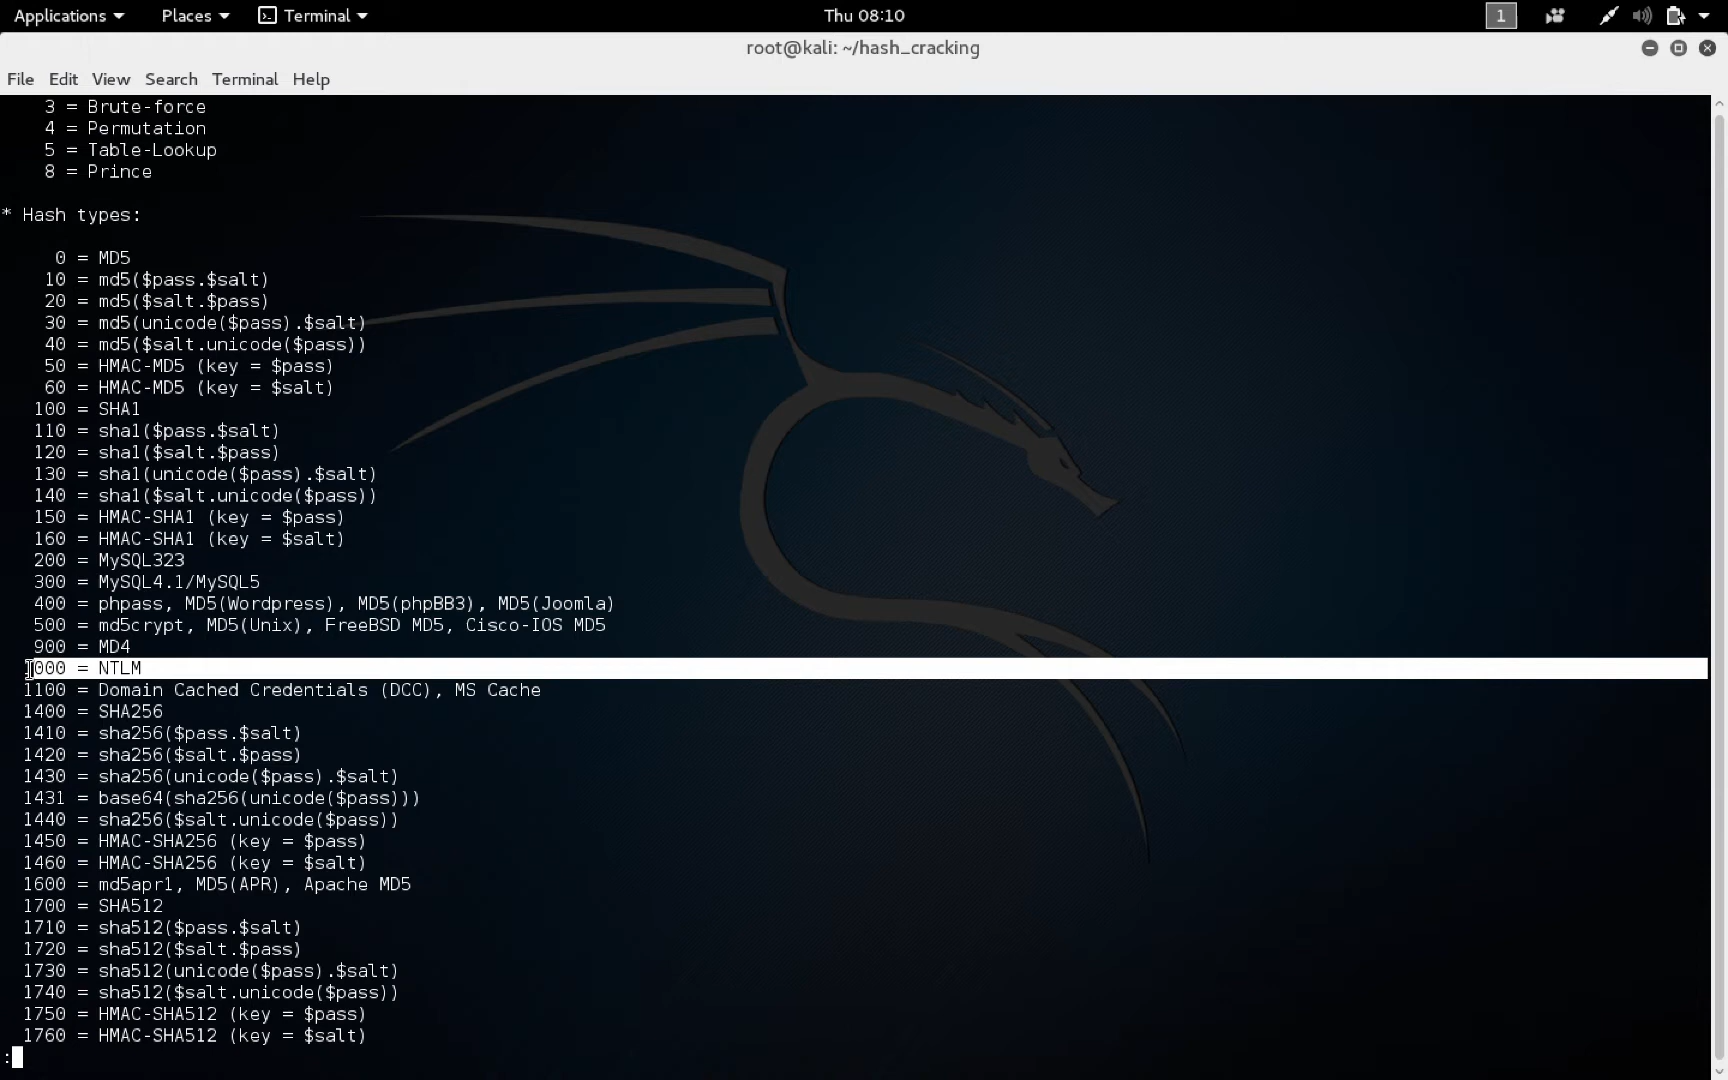 Applications Places Terminal Thu 08:10 1
root@kali: ~/hash_cracking
File Edit View Search Terminal Help
3 = Brute-force
4 = Permutation
5 = Table-Lookup
8 = Prince
* Hash types:
0 = MD5
10 = md5($pass.$salt)
20 = md5($salt.$pass)
30 = md5(unicode($pass).$salt)
40 = md5($salt.unicode($pass))
50 = HMAC-MD5 (key = $pass)
60 = HMAC-MD5 (key = $salt)
100 = SHA1
110 = sha1($pass.$salt)
120 = sha1($salt.$pass)
130 = sha1(unicode($pass).$salt)
140 = sha1($salt.unicode($pass))
150 = HMAC-SHA1 (key = $pass)
160 = HMAC-SHA1 (key = $salt)
200 = MySQL323
300 = MySQL4.1/MySQL5
400 = phpass, MD5(Wordpress), MD5(phpBB3), MD5(Joomla)
500 = md5crypt, MD5(Unix), FreeBSD MD5, Cisco-IOS MD5
900 = MD4
1000 = NTLM
1100 = Domain Cached Credentials (DCC), MS Cache
1400 = SHA256
1410 = sha256($pass.$salt)
1420 = sha256($salt.$pass)
1430 = sha256(unicode($pass).$salt)
1431 = base64(sha256(unicode($pass)))
1440 = sha256($salt.unicode($pass))
1450 = HMAC-SHA256 (key = $pass)
1460 = HMAC-SHA256 (key = $salt)
1600 = md5apr1, MD5(APR), Apache MD5
1700 = SHA512
1710 = sha512($pass.$salt)
1720 = sha512($salt.$pass)
1730 = sha512(unicode($pass).$salt)
1740 = sha512($salt.unicode($pass))
1750 = HMAC-SHA512 (key = $pass)
1760 = HMAC-SHA512 (key = $salt)
: